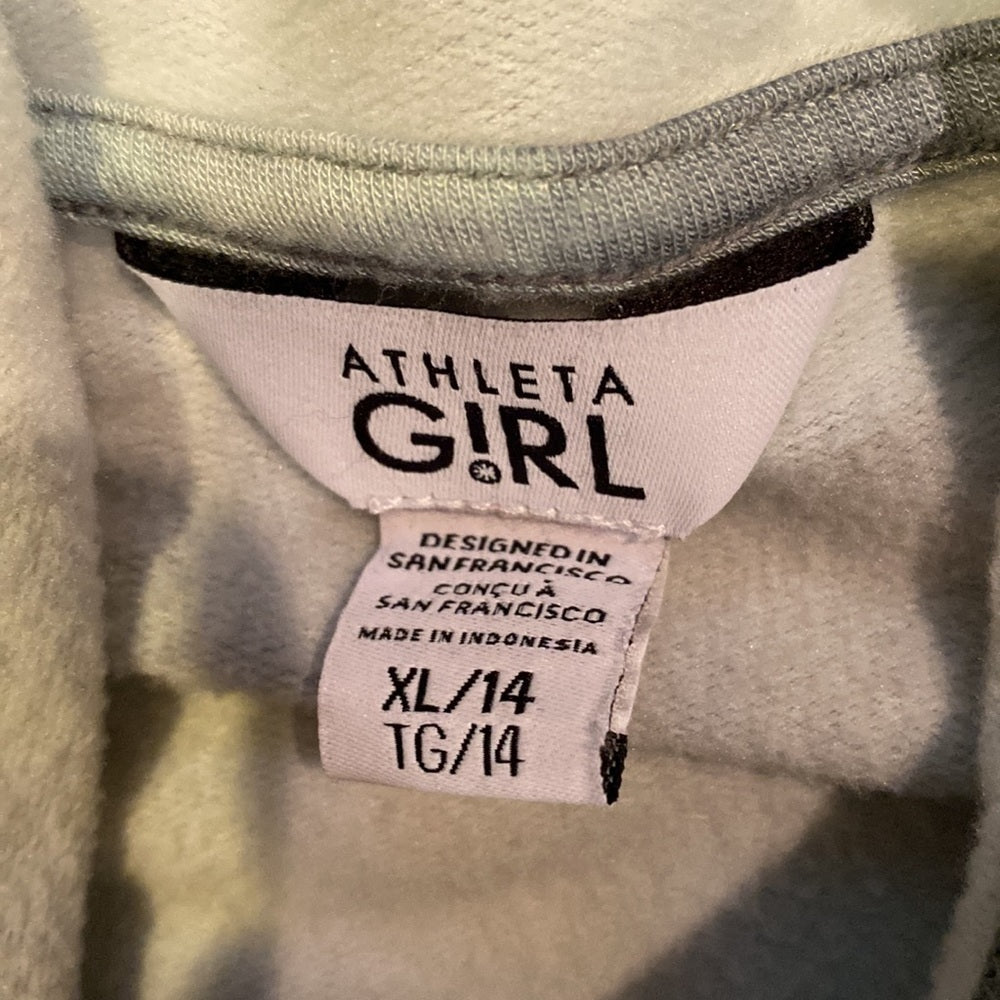 ATHLETA
G!RL
DESIGNED IN
SAN FRANCISCO
CONÇU À
SAN FRANCISCO
MADE IN INDONESIA
XL/14
TG/14